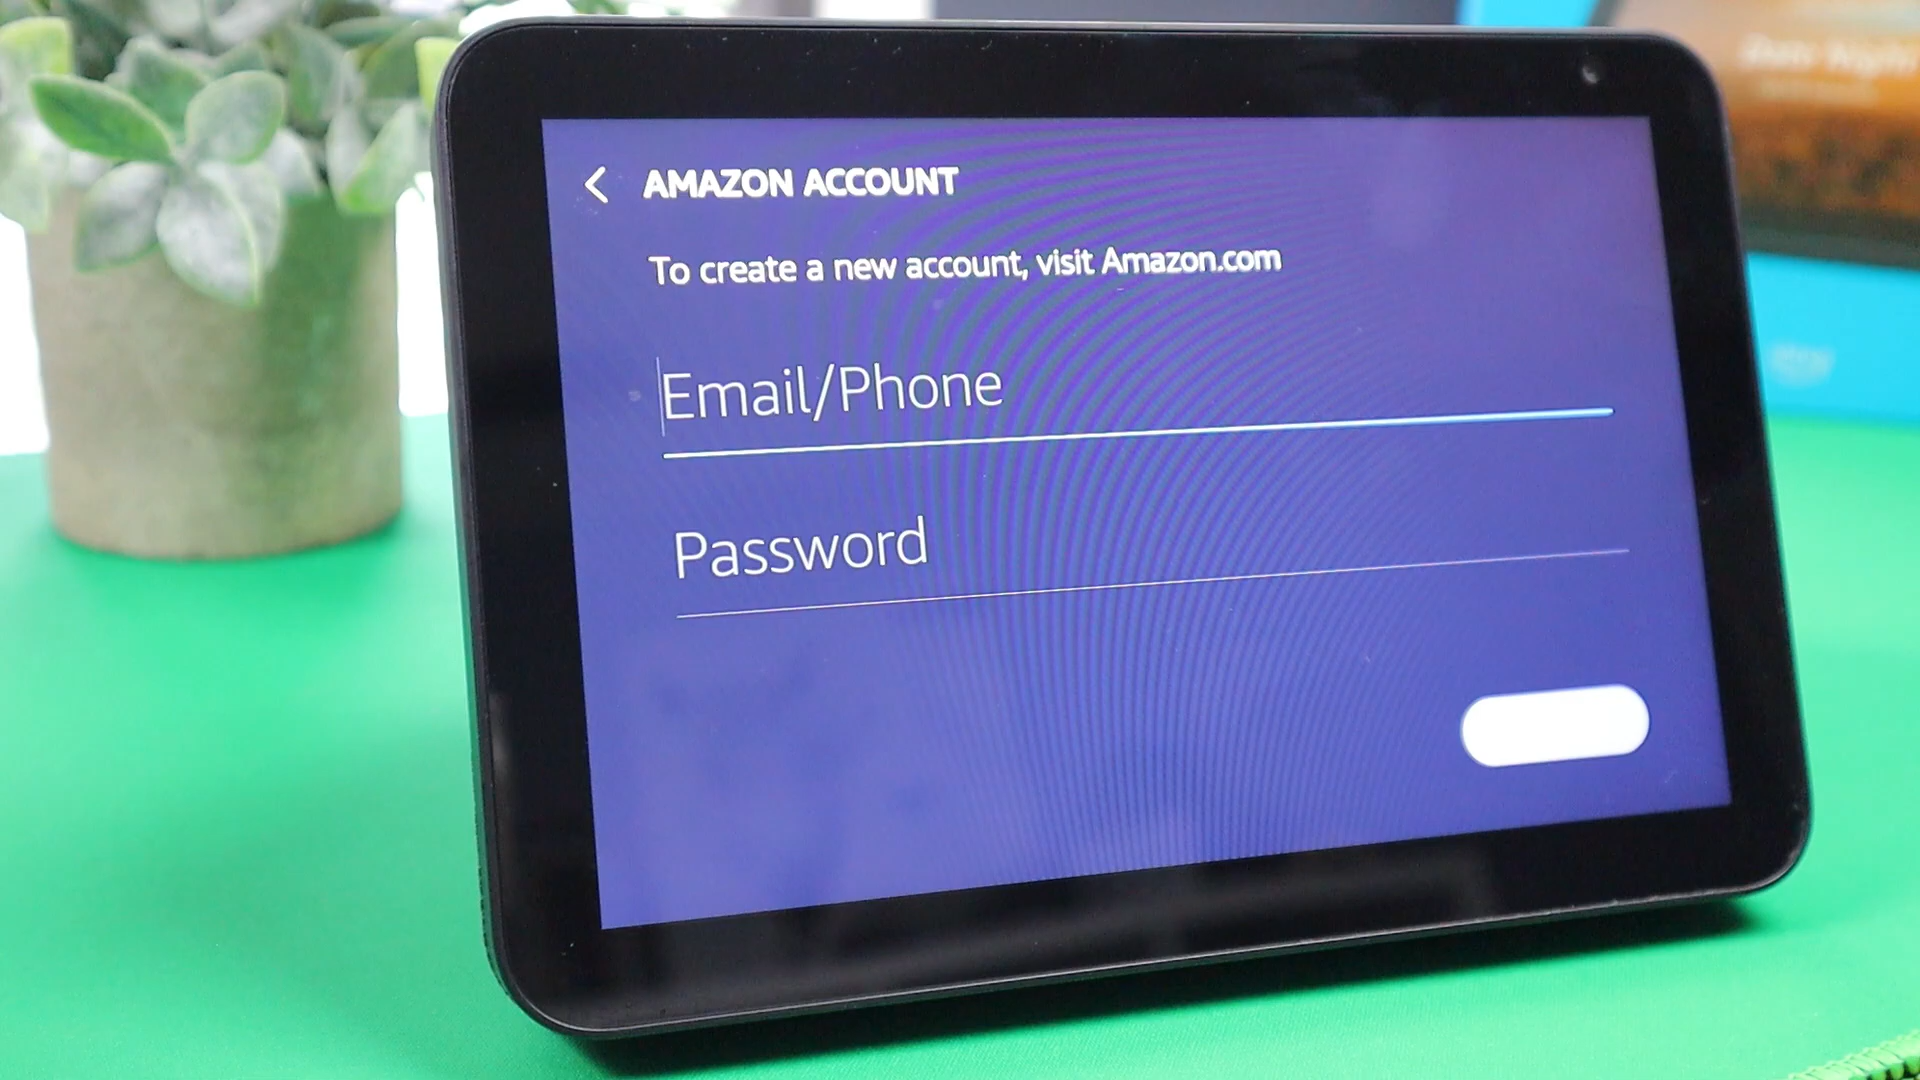 AMAZON ACCOUNT
To create a new account, visit Amazon.com
Email/Phone
Password